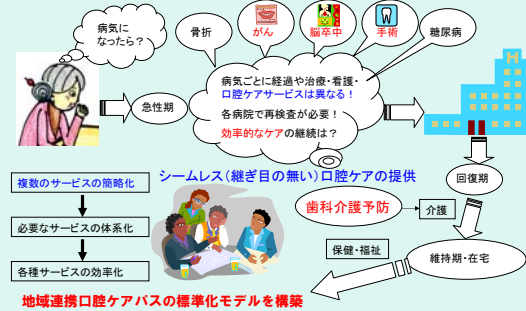 病気に
なったら？
骨折
がん
脳卒中
手術
糖尿病
急性期
病気ごとに経過や治療・看護・
口腔ケアサービスは異なる！
各病院で再検査が必要！
効率的なケアの継続は？
シームレス（継ぎ目の無い）口腔ケアの提供
回復期
複数のサービスの簡略化
必要なサービスの体系化
各種サービスの効率化
歯科介護予防
介護
保健・福祉
維持期・在宅
地域連携口腔ケアパスの標準化モデルを構築